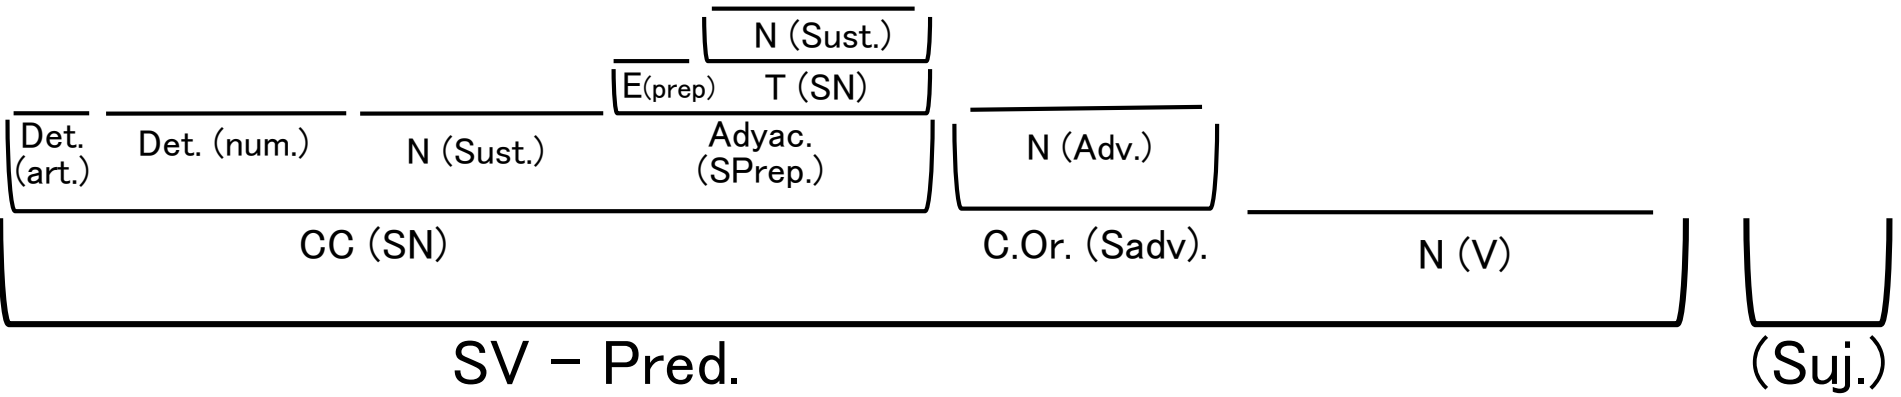 N (Sust.)
E(prep) T (SN)
Det. (art.) Det. (num.) N (Sust.) Adyac. (SPrep.) N (Adv.)
CC (SN) C.Or. (Sadv). N (V)
SV - Pred. (Suj.)